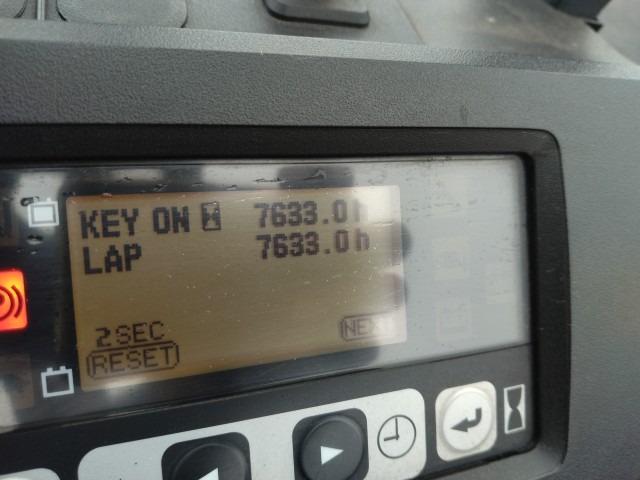 KEY ON 7633.0h
LAP 7633.0h
2SEC
RESET NEXT